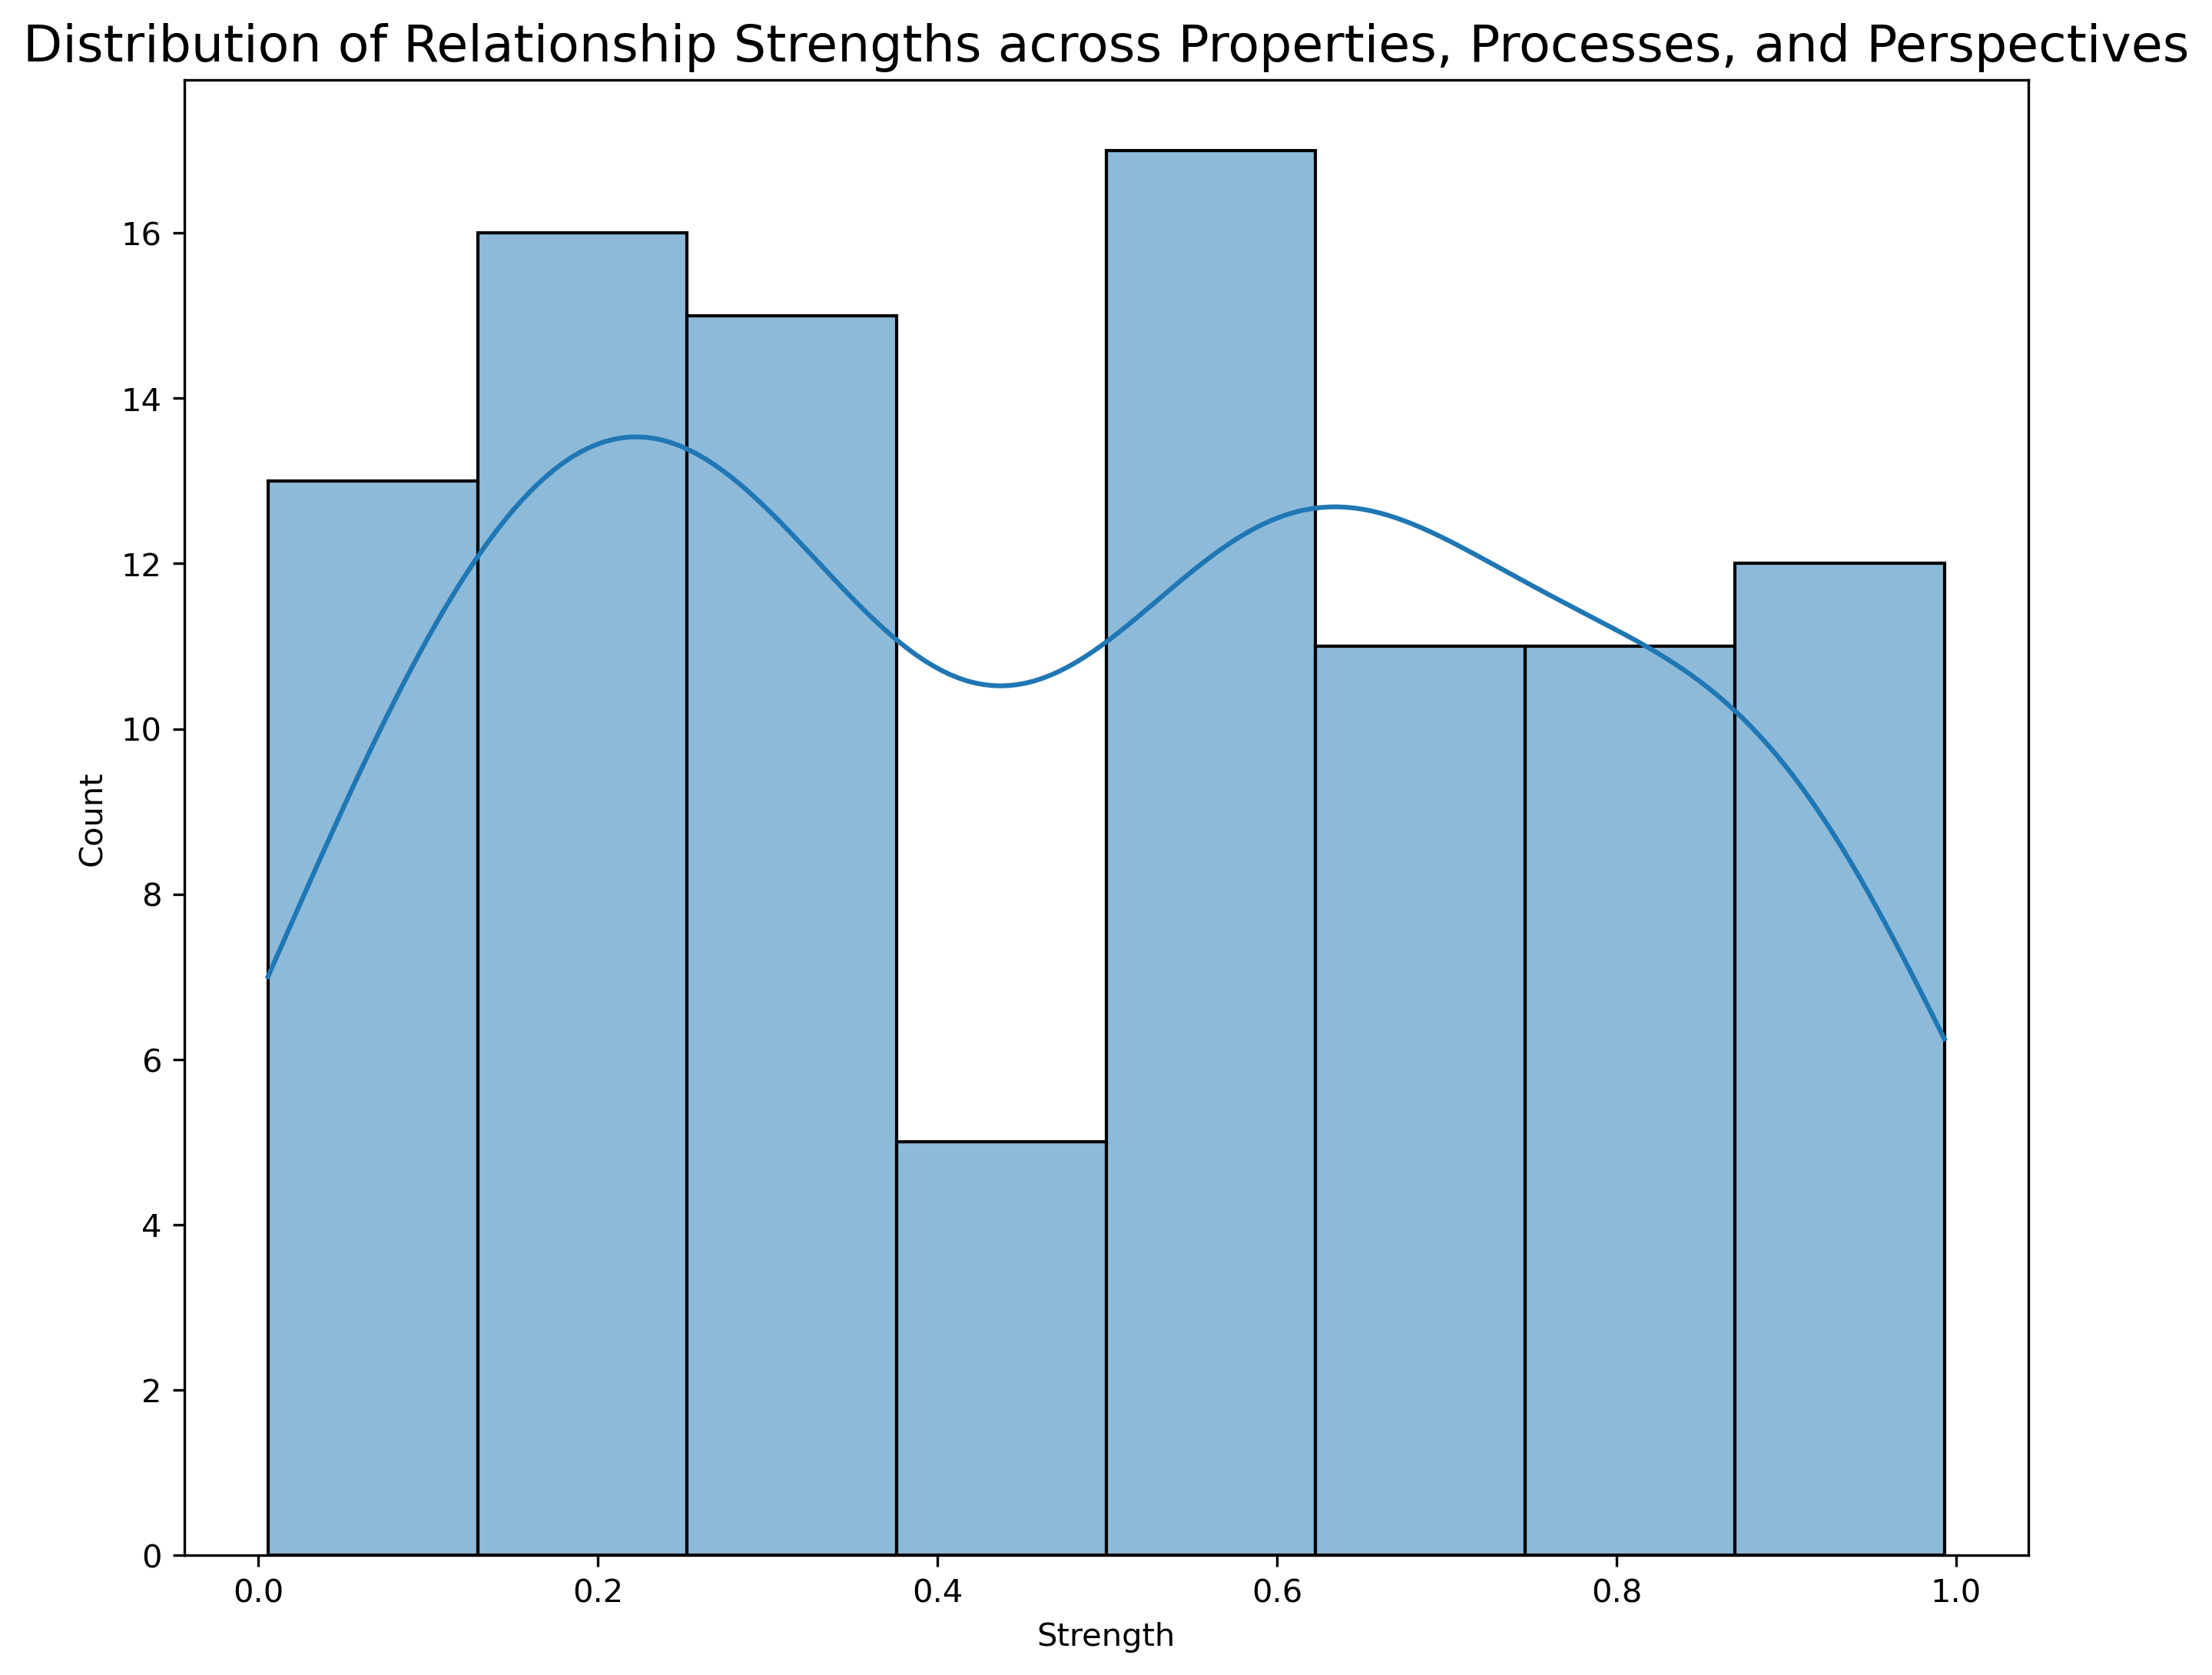 Distribution of Relationship Strengths across Properties, Processes, and Perspectives
Count
16
14
12
10
8
6
4
2
0
0.0 0.2 0.4 0.6 0.8 1.0
Strength